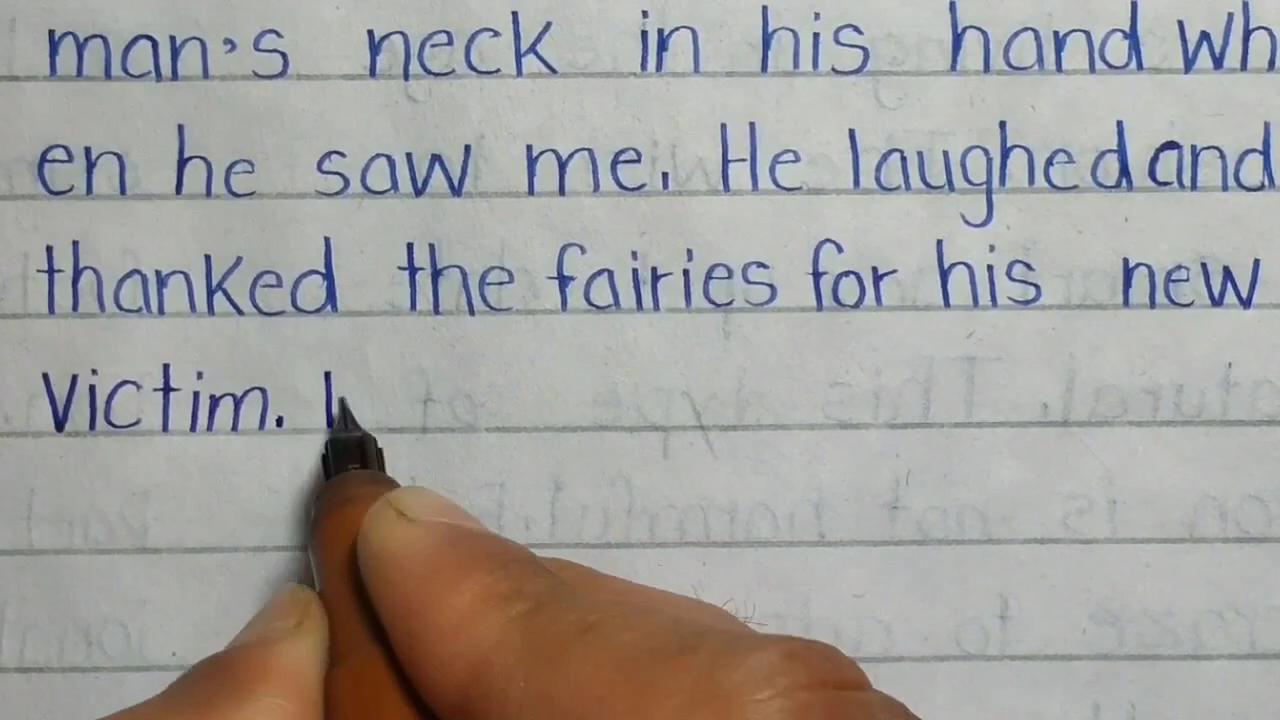 man's neck in his hand wh
en he saw me. He laughed and
thanked the fairies for his new
victim.